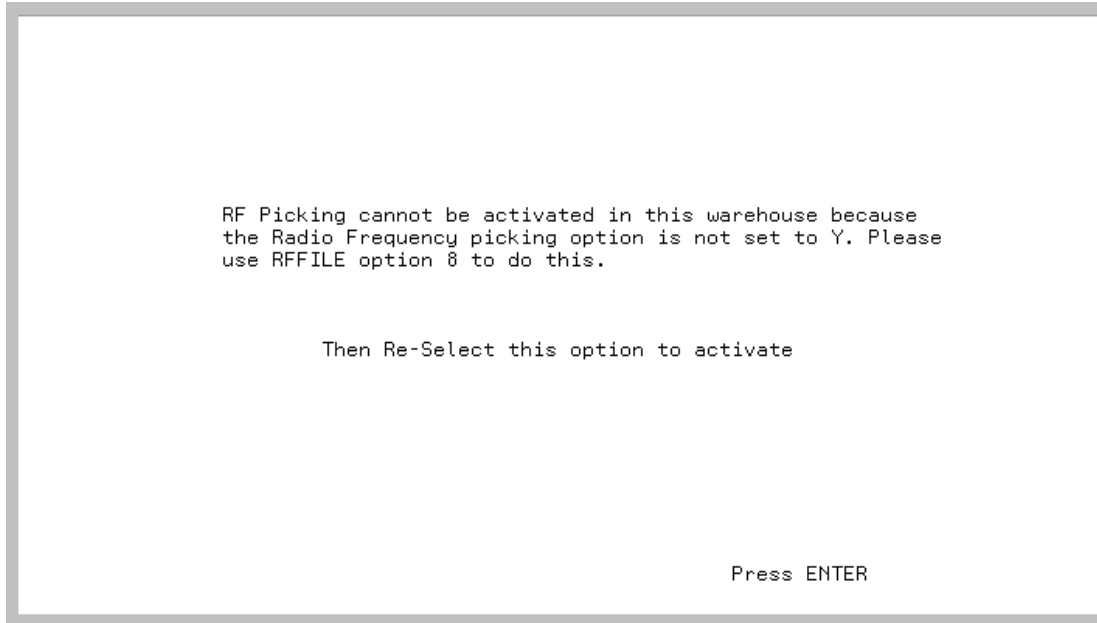 RF Picking cannot be activated in this warehouse because
the Radio Frequency picking option is not set to Y. Please
use RFFILE option 8 to do this.
Then Re-Select this option to activate
Press ENTER